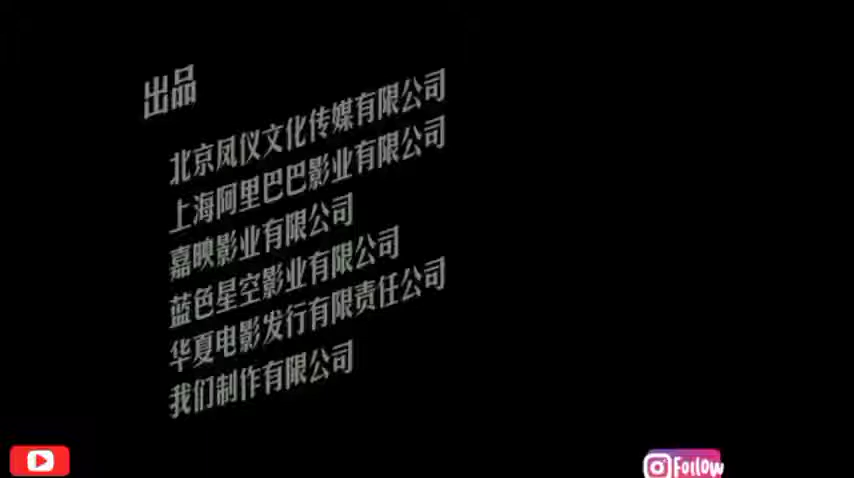 出品
北京凤仪文化传媒有限公司
上海阿里巴巴影业有限公司
嘉映影业有限公司
蓝色星空影业有限公司
华夏电影发行有限责任公司
我们制作有限公司
Follow